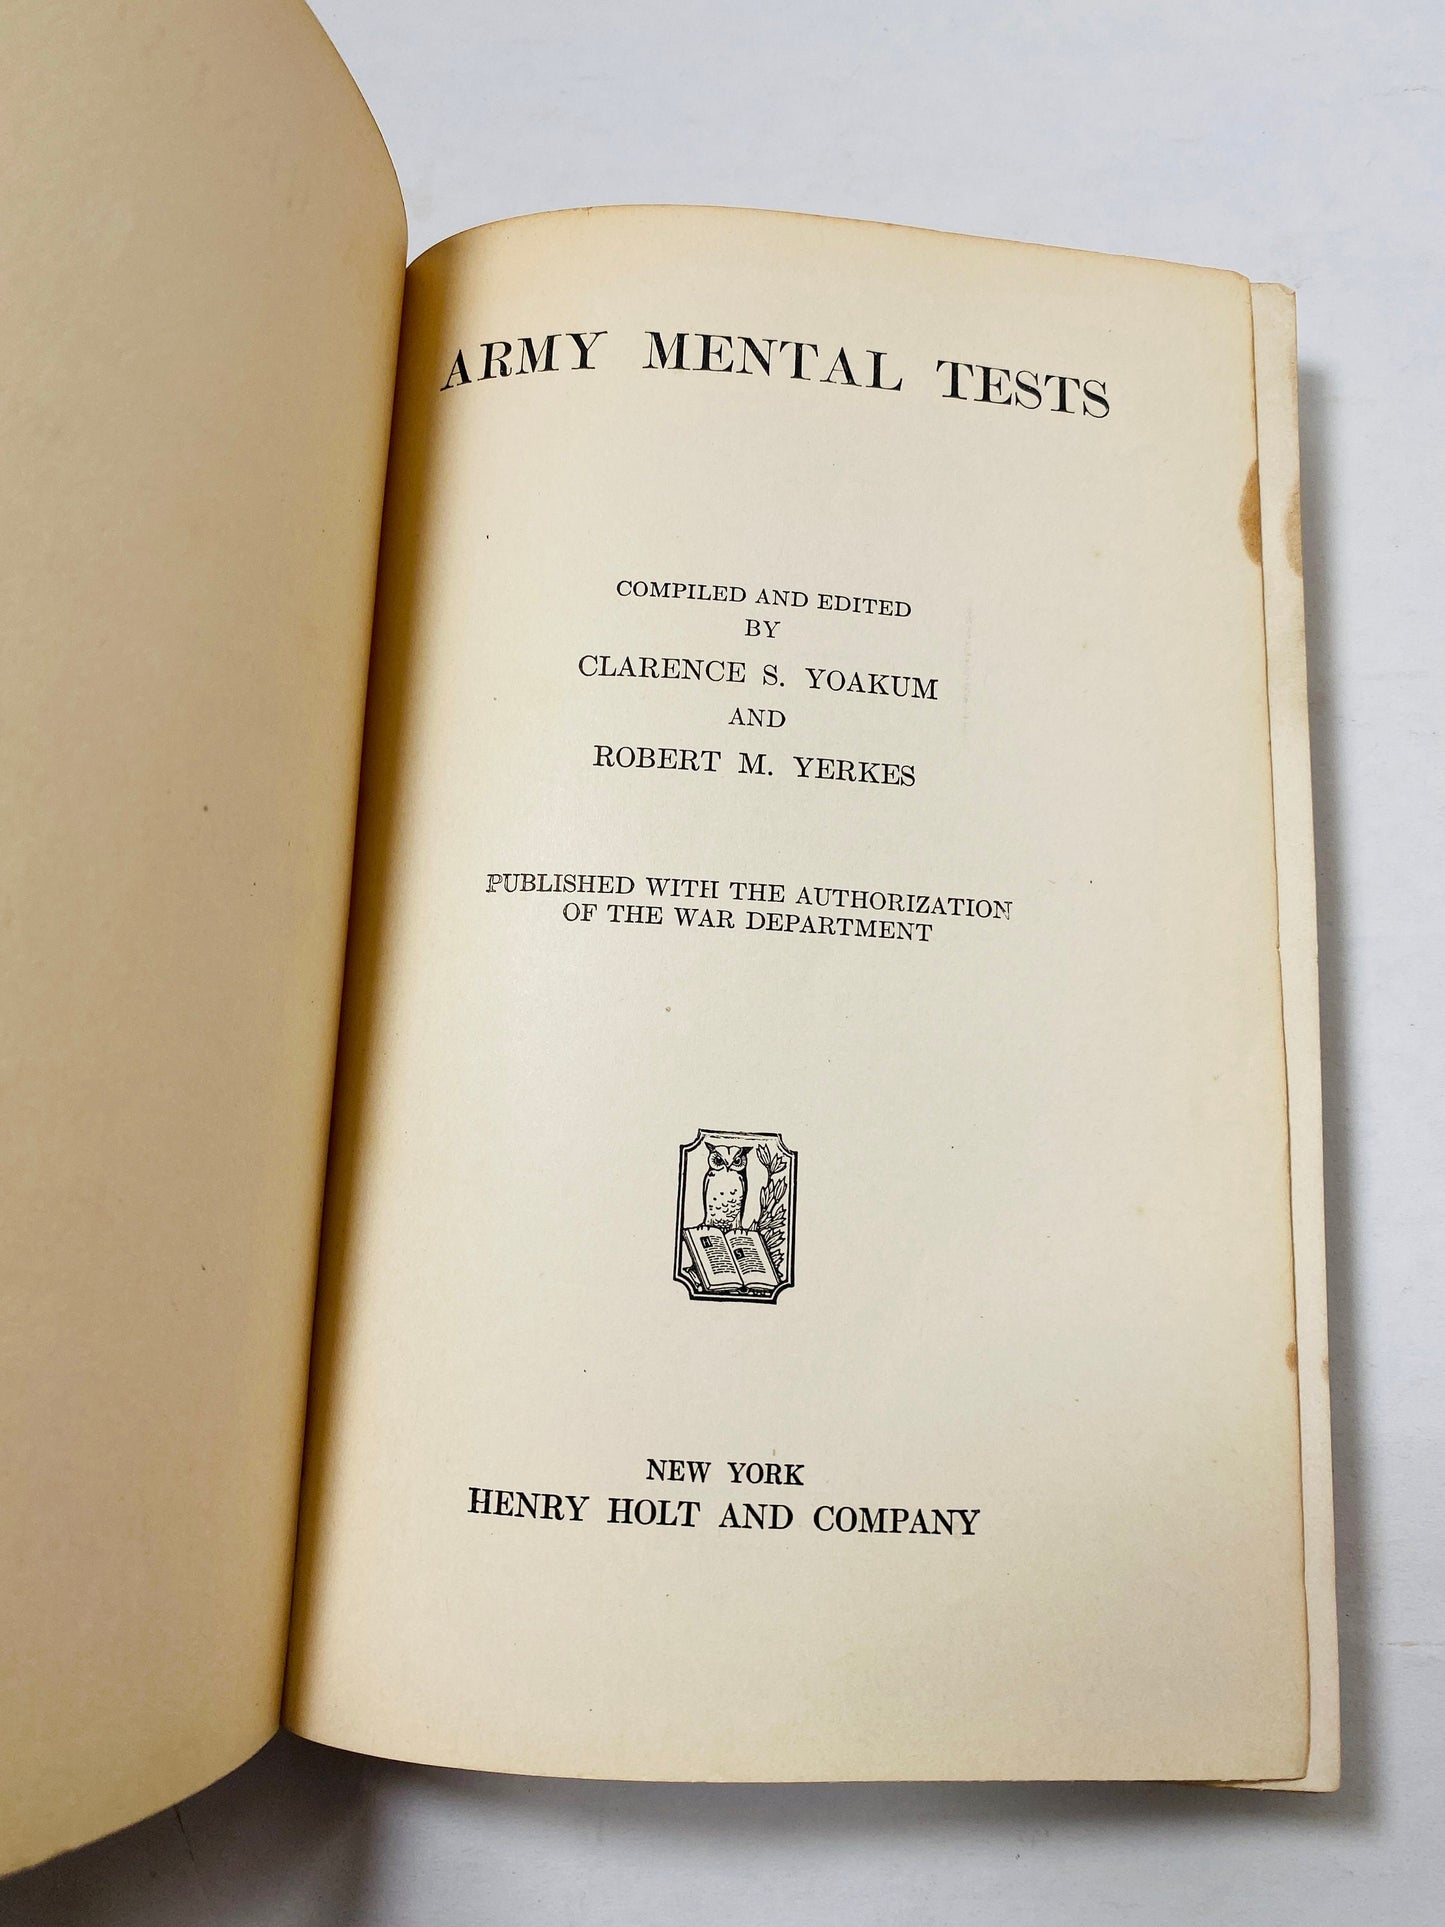 ARMY MENTAL TESTS
COMPILED AND EDITED
BY
CLARENCE S. YOAKUM
AND
ROBERT M. YERKES
PUBLISHED WITH THE AUTHORIZATION
OF THE WAR DEPARTMENT
NEW YORK
HENRY HOLT AND COMPANY